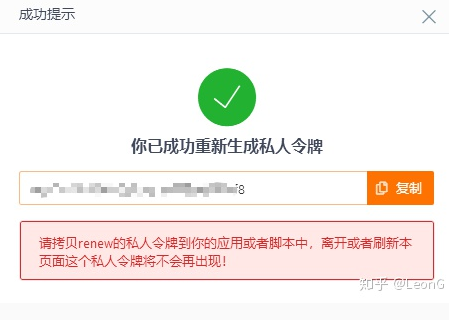 成功提示
你已成功重新生成私人令牌
f8
复制
请拷贝renew的私人令牌到你的应用或者脚本中，离开或者刷新本
页面这个私人令牌将不会再出现！
知乎 @LeonG